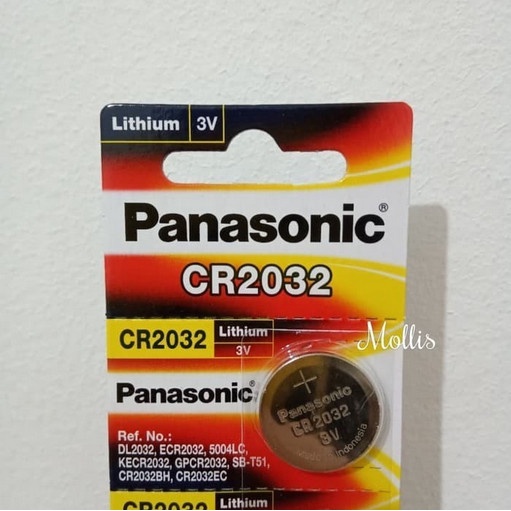 Lithium 3V
Panasonic®
CR2032
CR2032 Lithium 3V
Mollis
Panasonic
Ref. No.:
DL2032, ECR2032, 5004LC,
KECR2032, GPCR2032, SB-T51,
CR2032BH, CR2032EC
+
Panasonic
CR2032
3V
Indonesia
CR2032 Lithium